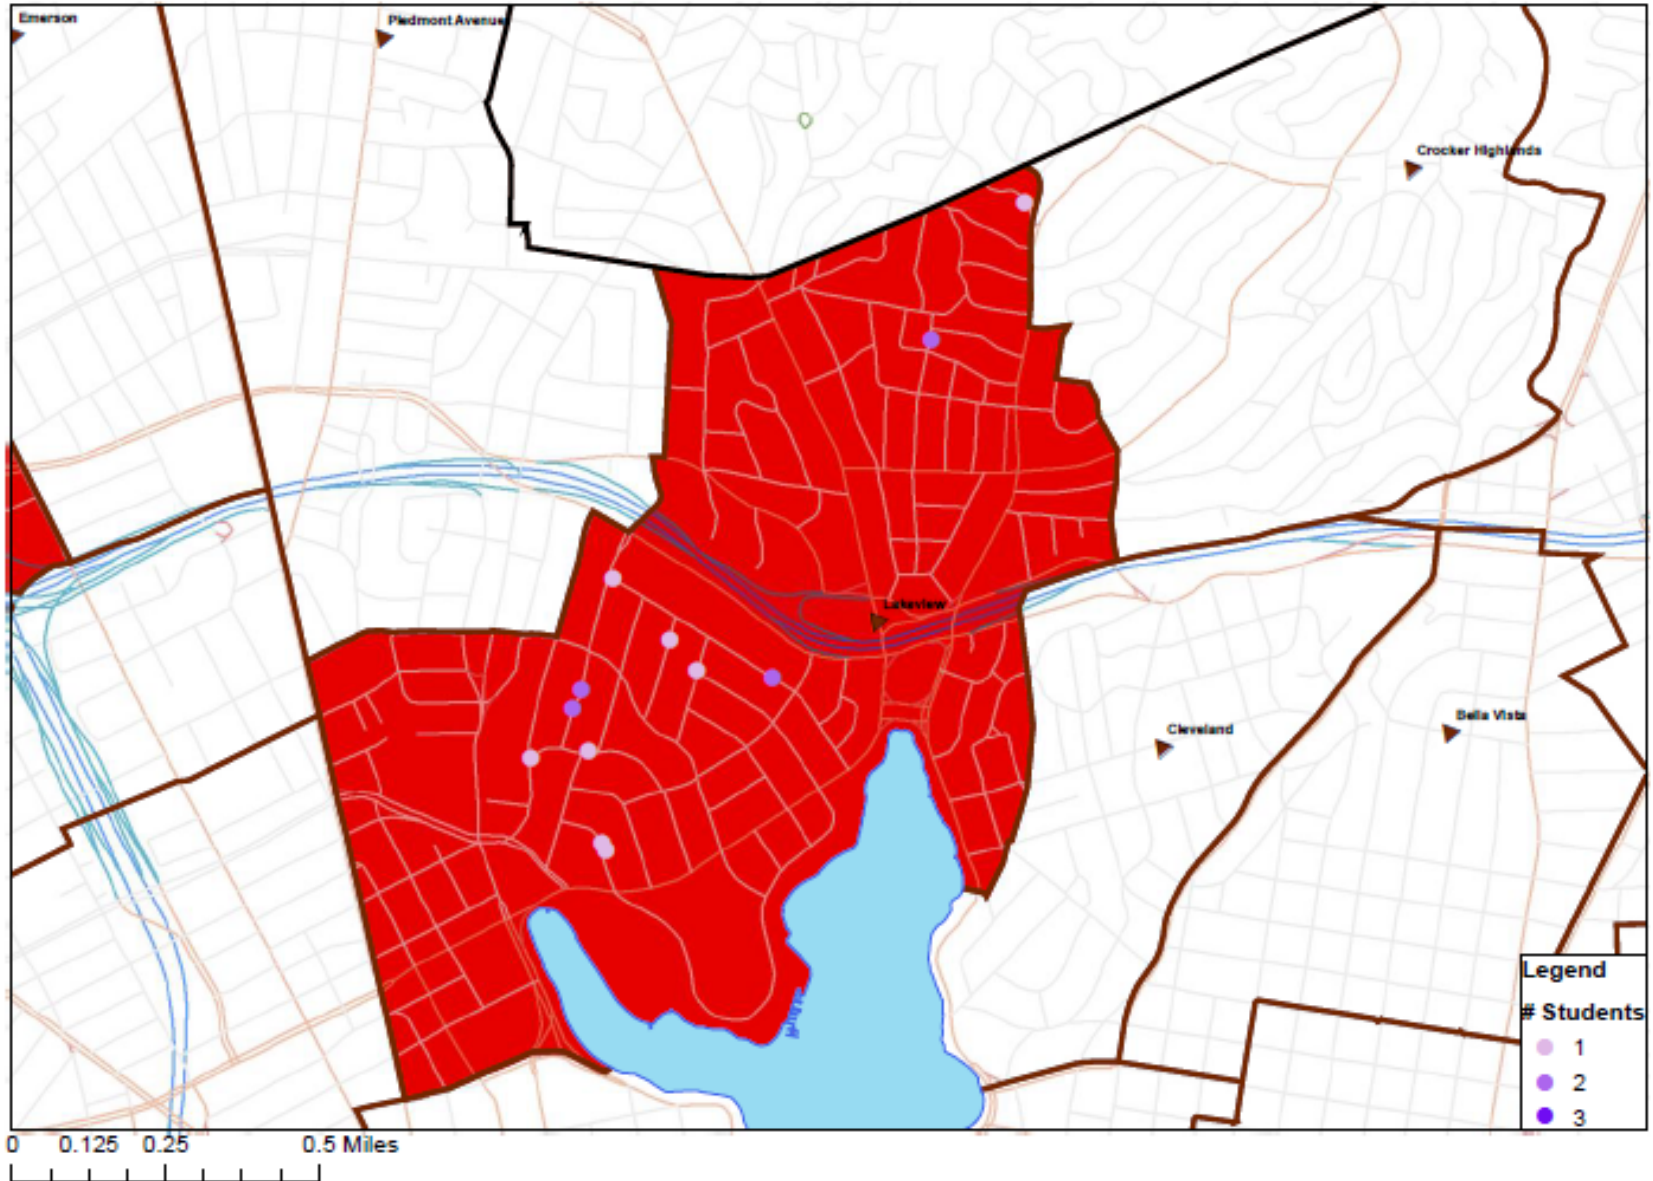 Emerson
Piedmont Avenue
Crocker Highlands
Lakeview
Cleveland
Bella Vista
Legend
# Students
1
2
3
0 0.125 0.25 0.5 Miles